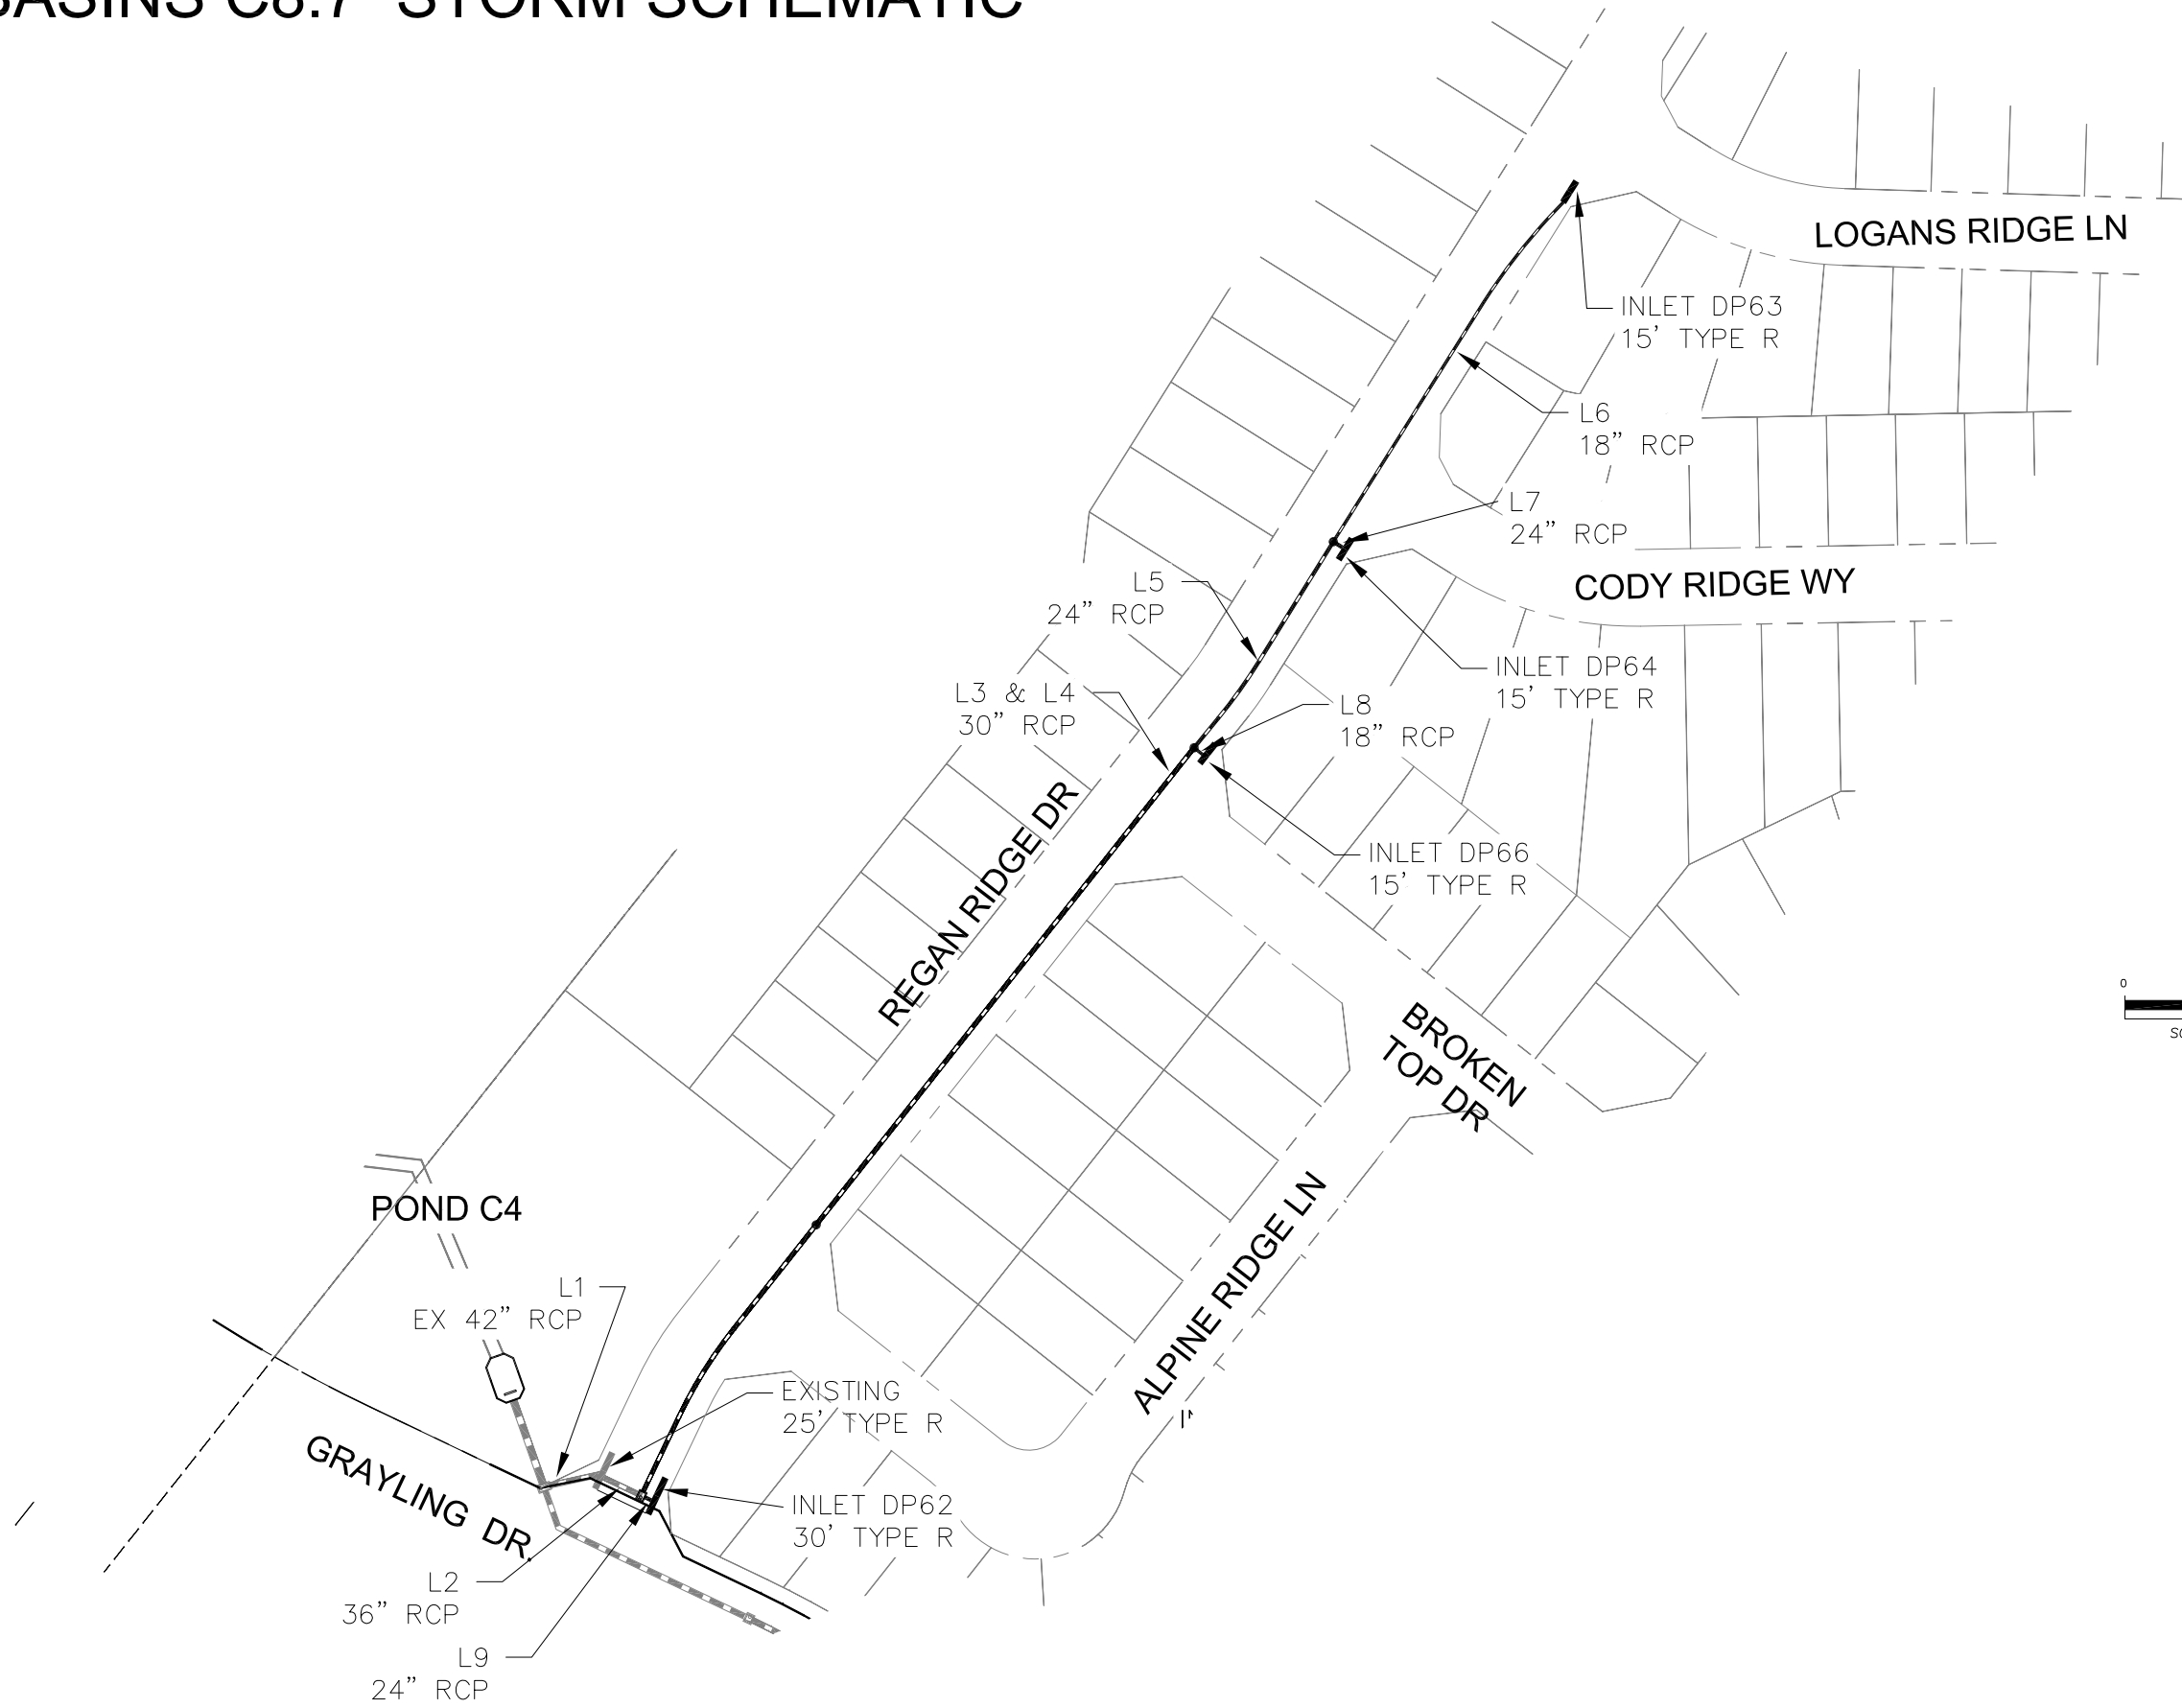 BASINS C8.7 STORM SCHEMATIC
LOGANS RIDGE LN
INLET DP63
15' TYPE R
L6
18" RCP
L7
24" RCP
CODY RIDGE WY
L5
24" RCP
INLET DP64
15' TYPE R
L3 & L4
30" RCP
L8
18" RCP
INLET DP66
15' TYPE R
REGAN RIDGE DR
0
BROKEN
TOP DR
POND C4
ALPINE RIDGE LN
L1
EX 42" RCP
EXISTING
25' TYPE R
GRAYLING DR.
INLET DP62
30' TYPE R
L2
36" RCP
L9
24" RCP